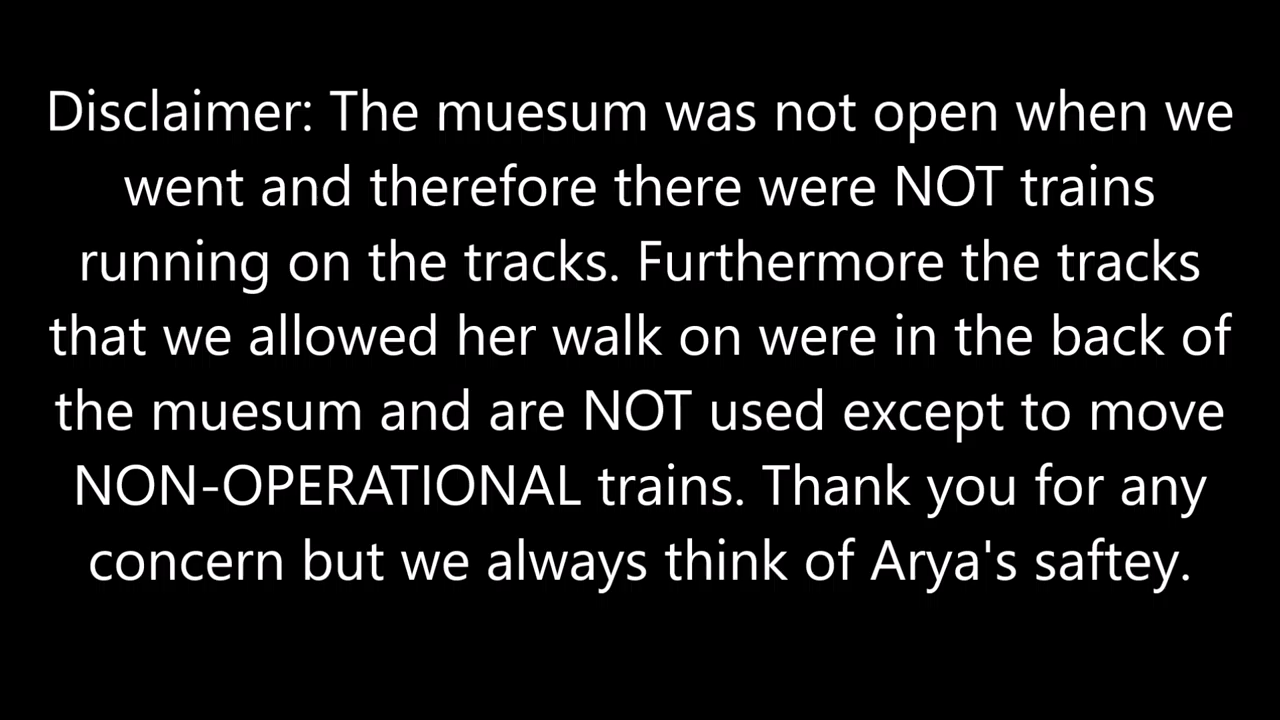 Disclaimer: The muesum was not open when we
went and therefore there were NOT trains
running on the tracks. Furthermore the tracks
that we allowed her walk on were in the back of
the muesum and are NOT used except to move
NON-OPERATIONAL trains. Thank you for any
concern but we always think of Arya's saftey.